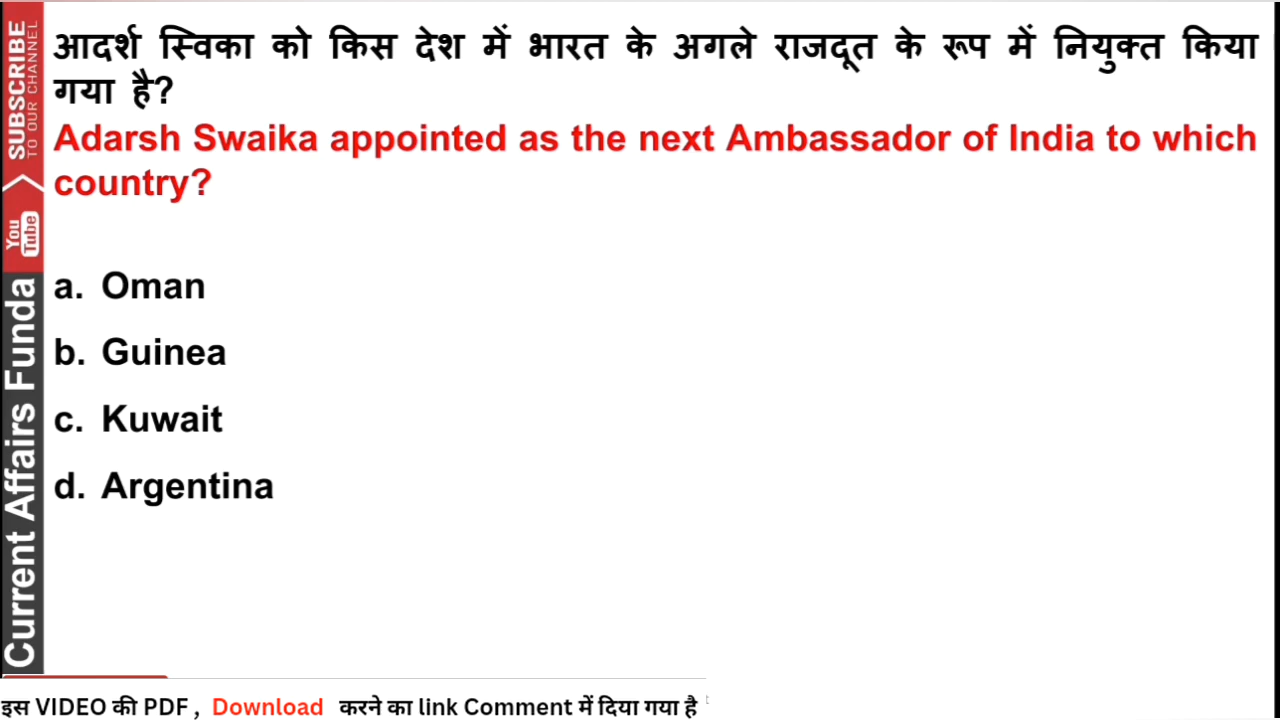 आदर्श स्विका को किस देश में भारत के अगले राजदूत के रूप में नियुक्त किया
गया है?
Adarsh Swaika appointed as the next Ambassador of India to which
country?
a. Oman
b. Guinea
c. Kuwait
d. Argentina
SUBSCRIBE
TO OUR CHANNEL
You
Tube
Current Affairs Funda
इस VIDEO की PDF , Download करने का link Comment में दिया गया है